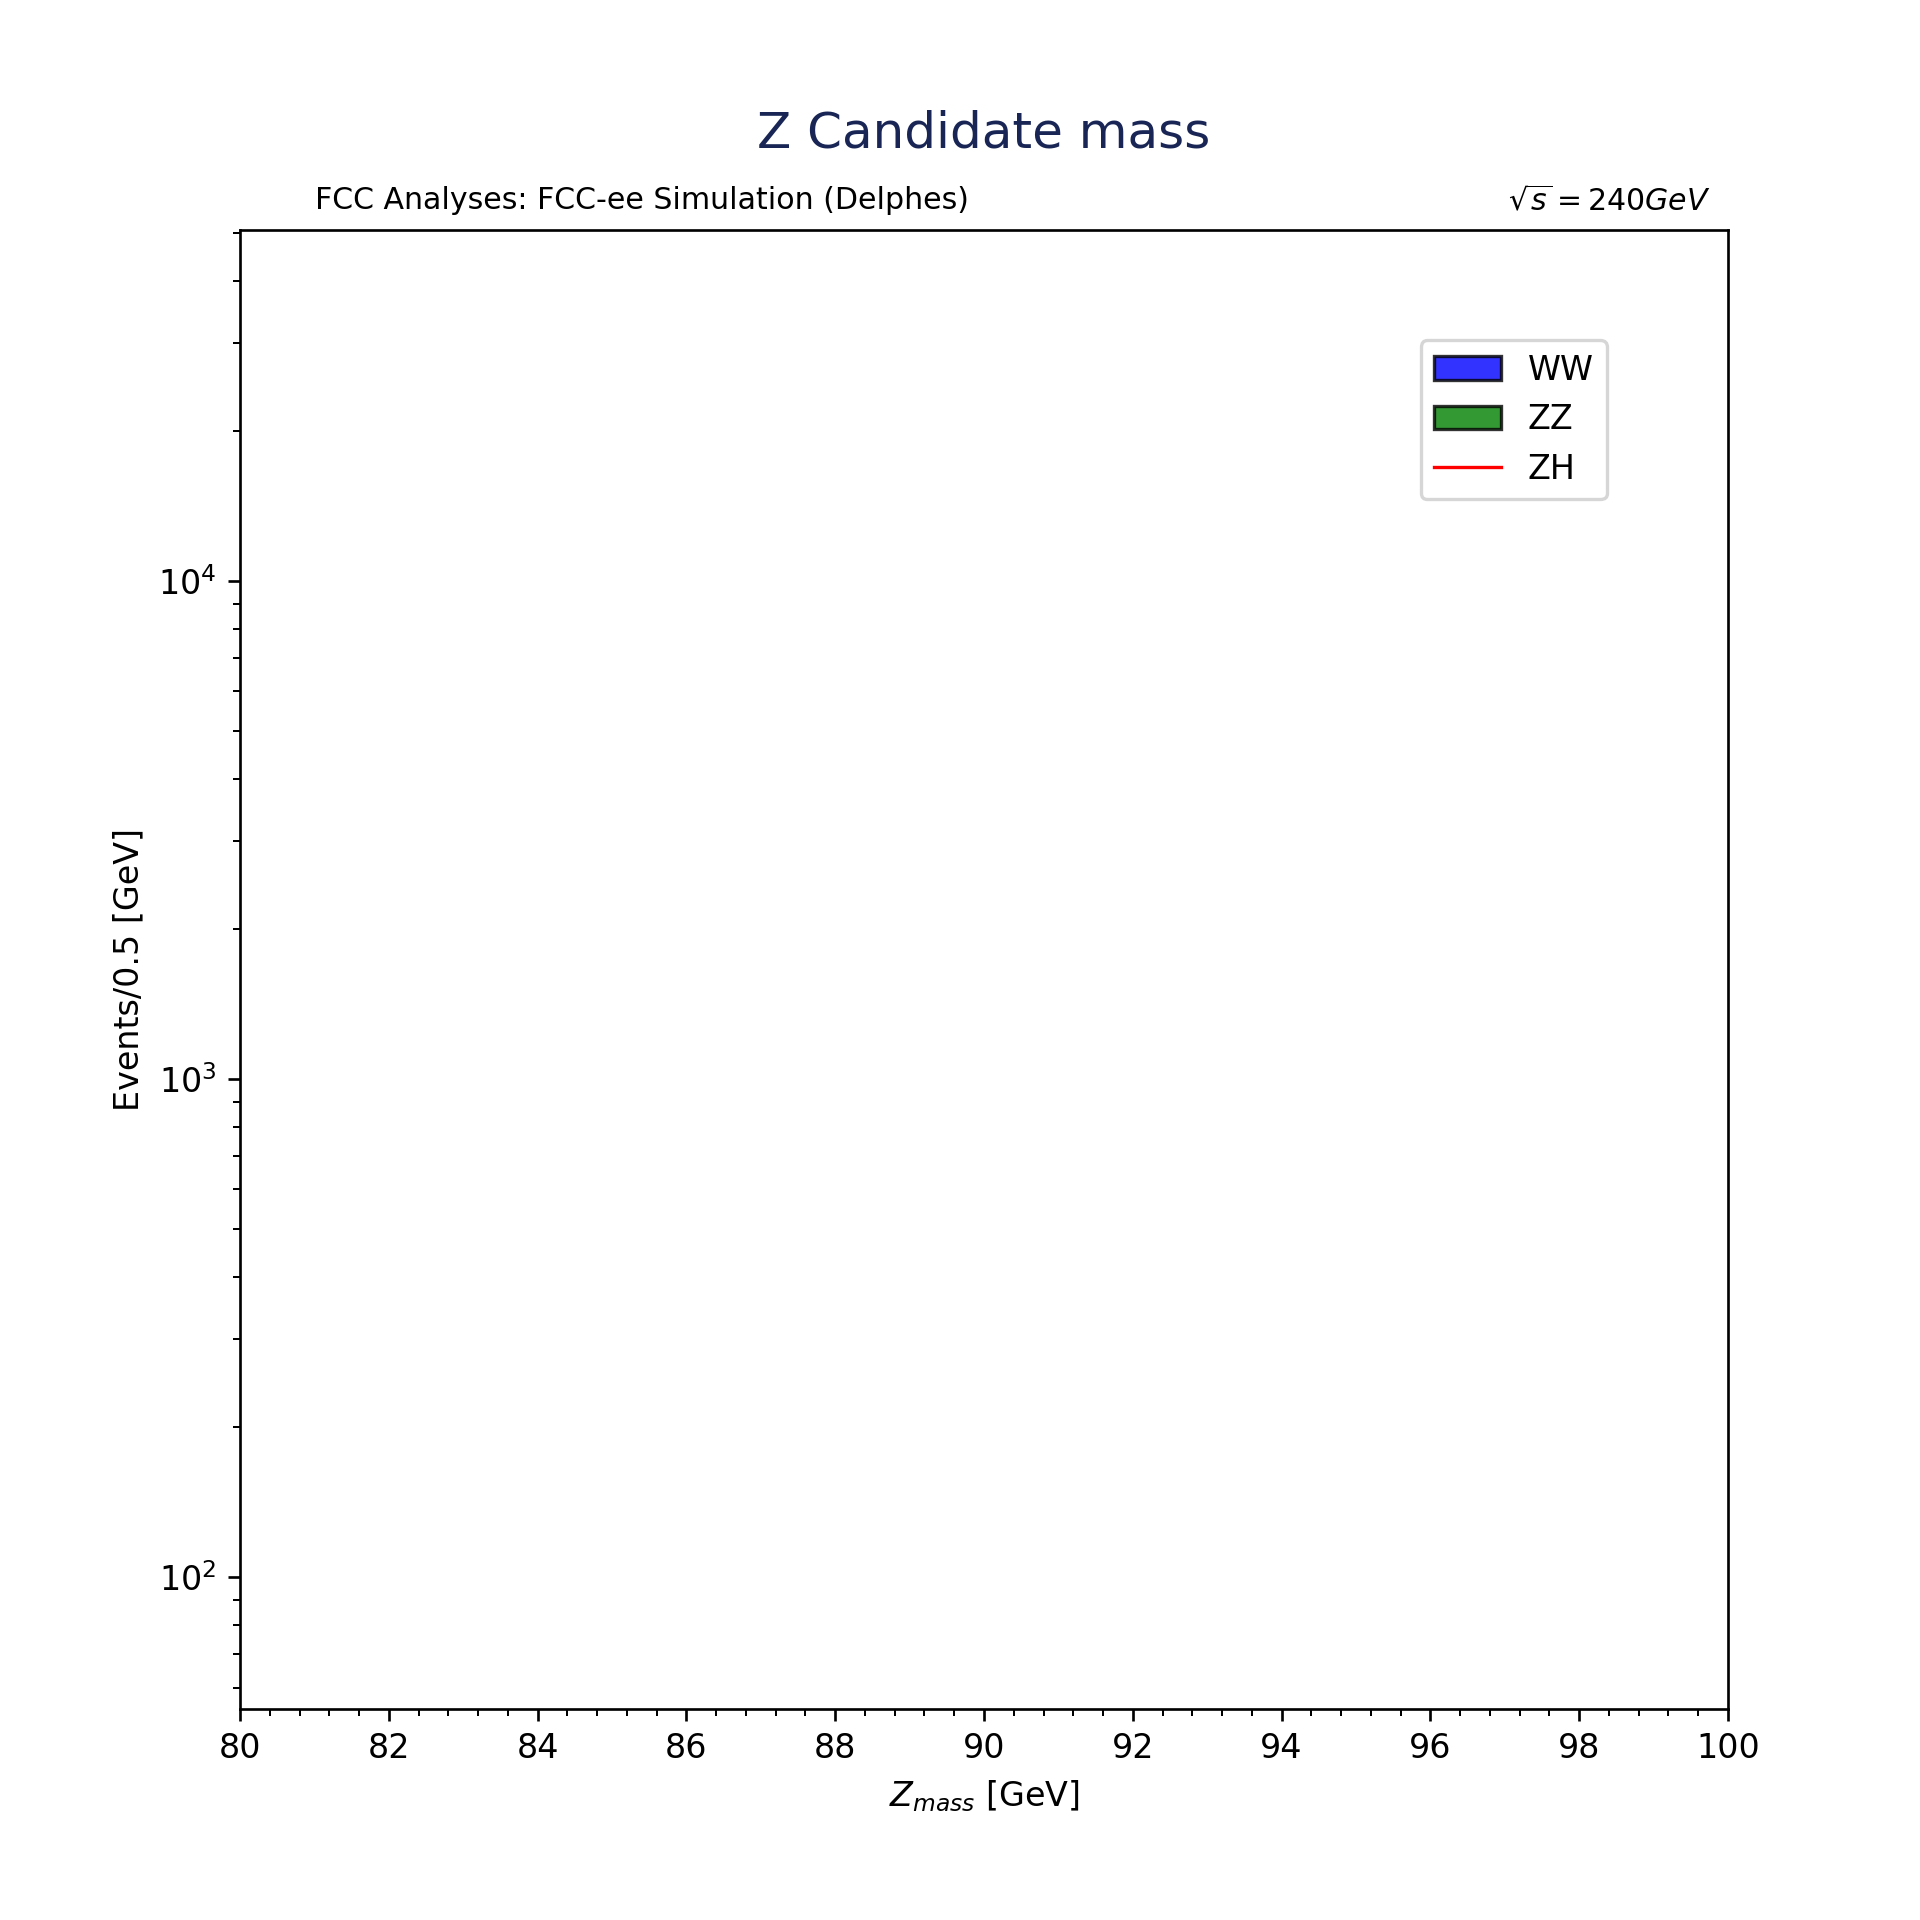 Z Candidate mass
FCC Analyses: FCC-ee Simulation (Delphes)
√s = 240GeV
WW
ZZ
ZH
10⁴
10³
10²
Events/0.5 [GeV]
80 82 84 86 88 90 92 94 96 98 100
Z_mass [GeV]